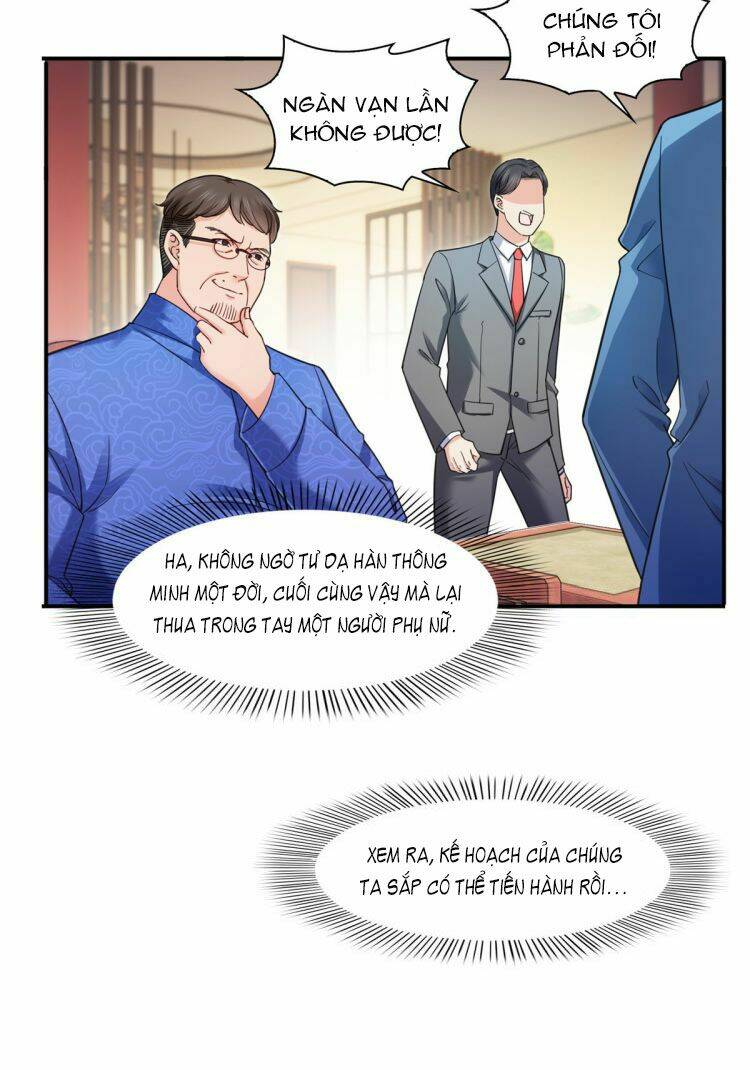 CHÚNG TÔI
PHẢN ĐỐI!
NGÀN VẠN LẦN
KHÔNG ĐƯỢC!
HA, KHÔNG NGỜ TƯ DẠ HÀN THÔNG
MINH MỘT ĐỜI, CUỐI CÙNG VẬY MÀ LẠI
THUA TRONG TAY MỘT NGƯỜI PHỤ NỮ.
XEM RA, KẾ HOẠCH CỦA CHÚNG
TA SẮP CÓ THỂ TIẾN HÀNH RỒI...